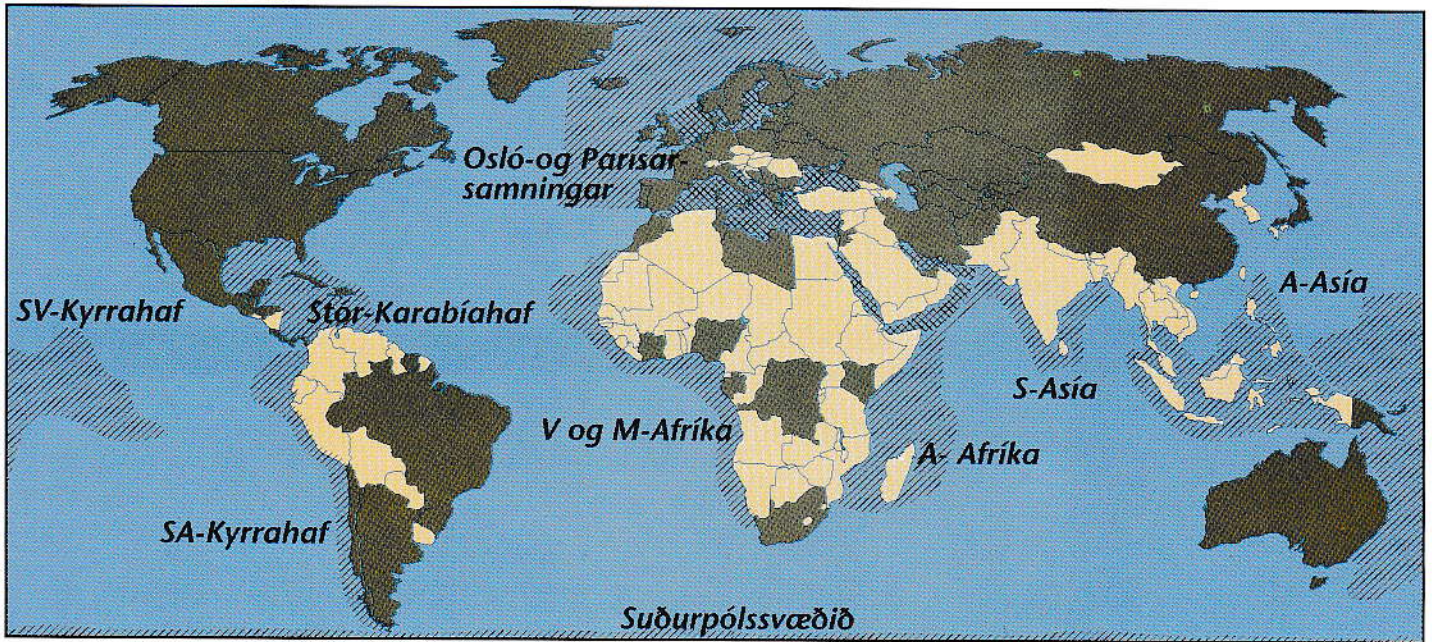 Osló-og Parísar-
samningar
SV-Kyrrahaf
Stór-Karabíahaf
A-Asía
S-Asía
V og M-Afríka
A- Afríka
SA-Kyrrahaf
Suðurpólssvæðið